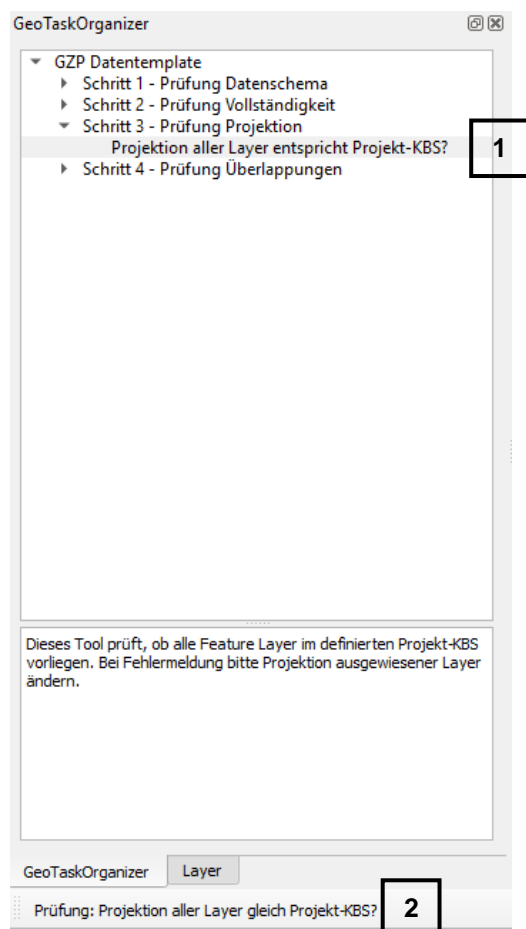 GeoTaskOrganizer
GZP Datentemplate
Schritt 1 - Prüfung Datenschema
Schritt 2 - Prüfung Vollständigkeit
Schritt 3 - Prüfung Projektion
Projektion aller Layer entspricht Projekt-KBS?
1
Schritt 4 - Prüfung Überlappungen
Dieses Tool prüft, ob alle Feature Layer im definierten Projekt-KBS
vorliegen. Bei Fehlermeldung bitte Projektion ausgewiesener Layer
ändern.
GeoTaskOrganizer Layer
Prüfung: Projektion aller Layer gleich Projekt-KBS?
2